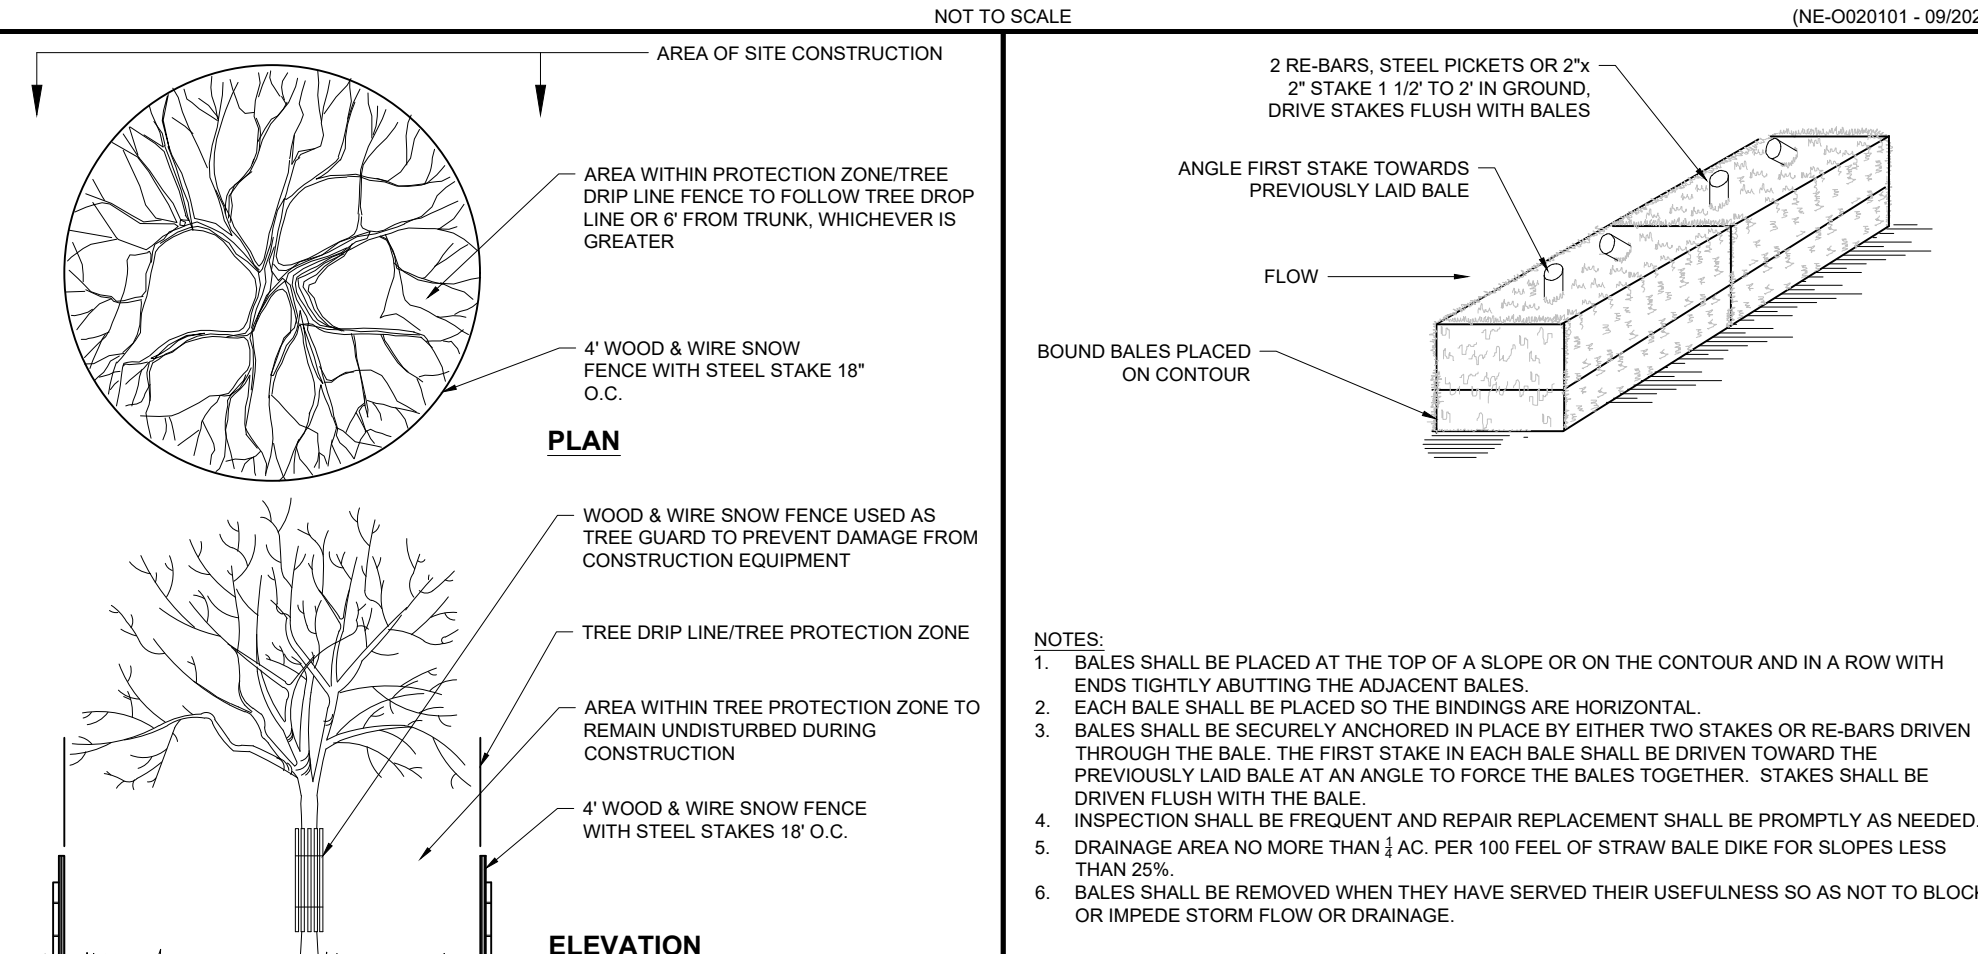 NOT TO SCALE
(NE-O020101 - 09/202
AREA OF SITE CONSTRUCTION
AREA WITHIN PROTECTION ZONE/TREE
DRIP LINE FENCE TO FOLLOW TREE DROP
LINE OR 6' FROM TRUNK, WHICHEVER IS
GREATER
4' WOOD & WIRE SNOW
FENCE WITH STEEL STAKE 18"
O.C.
PLAN
WOOD & WIRE SNOW FENCE USED AS
TREE GUARD TO PREVENT DAMAGE FROM
CONSTRUCTION EQUIPMENT
TREE DRIP LINE/TREE PROTECTION ZONE
AREA WITHIN TREE PROTECTION ZONE TO
REMAIN UNDISTURBED DURING
CONSTRUCTION
4' WOOD & WIRE SNOW FENCE
WITH STEEL STAKES 18' O.C.
ELEVATION
2 RE-BARS, STEEL PICKETS OR 2"x
2" STAKE 1 1/2' TO 2' IN GROUND,
DRIVE STAKES FLUSH WITH BALES
ANGLE FIRST STAKE TOWARDS
PREVIOUSLY LAID BALE
FLOW
BOUND BALES PLACED
ON CONTOUR
NOTES:
1. BALES SHALL BE PLACED AT THE TOP OF A SLOPE OR ON THE CONTOUR AND IN A ROW WITH
ENDS TIGHTLY ABUTTING THE ADJACENT BALES.
2. EACH BALE SHALL BE PLACED SO THE BINDINGS ARE HORIZONTAL.
3. BALES SHALL BE SECURELY ANCHORED IN PLACE BY EITHER TWO STAKES OR RE-BARS DRIVEN
THROUGH THE BALE. THE FIRST STAKE IN EACH BALE SHALL BE DRIVEN TOWARD THE
PREVIOUSLY LAID BALE AT AN ANGLE TO FORCE THE BALES TOGETHER. STAKES SHALL BE
DRIVEN FLUSH WITH THE BALE.
4. INSPECTION SHALL BE FREQUENT AND REPAIR REPLACEMENT SHALL BE PROMPTLY AS NEEDED.
5. DRAINAGE AREA NO MORE THAN 1/4 AC. PER 100 FEEL OF STRAW BALE DIKE FOR SLOPES LESS
THAN 25%.
6. BALES SHALL BE REMOVED WHEN THEY HAVE SERVED THEIR USEFULNESS SO AS NOT TO BLOCK
OR IMPEDE STORM FLOW OR DRAINAGE.